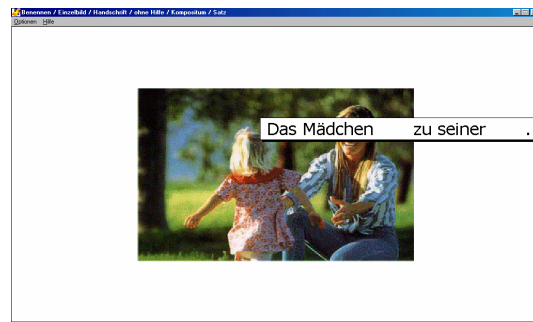 Benennen / Einzelbild / Handschrift / ohne Hilfe / Kompositum / Satz
Optionen Hilfe
Das Mädchen zu seiner .